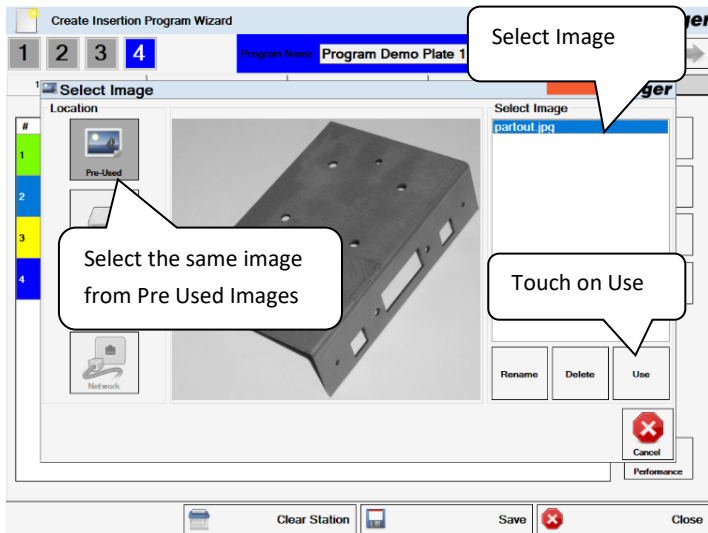 Create Insertion Program Wizard
ger
1 2 3 4
Program Name Program Demo Plate 1
Select Image
1
Select Image
ger
Location
Select Image
#
partout.jpg
1
Pre-Used
2
3
Select the same image
from Pre Used Images
4
Touch on Use
Network
Rename
Delete
Use
Cancel
Performance
Clear Station
Save
Close